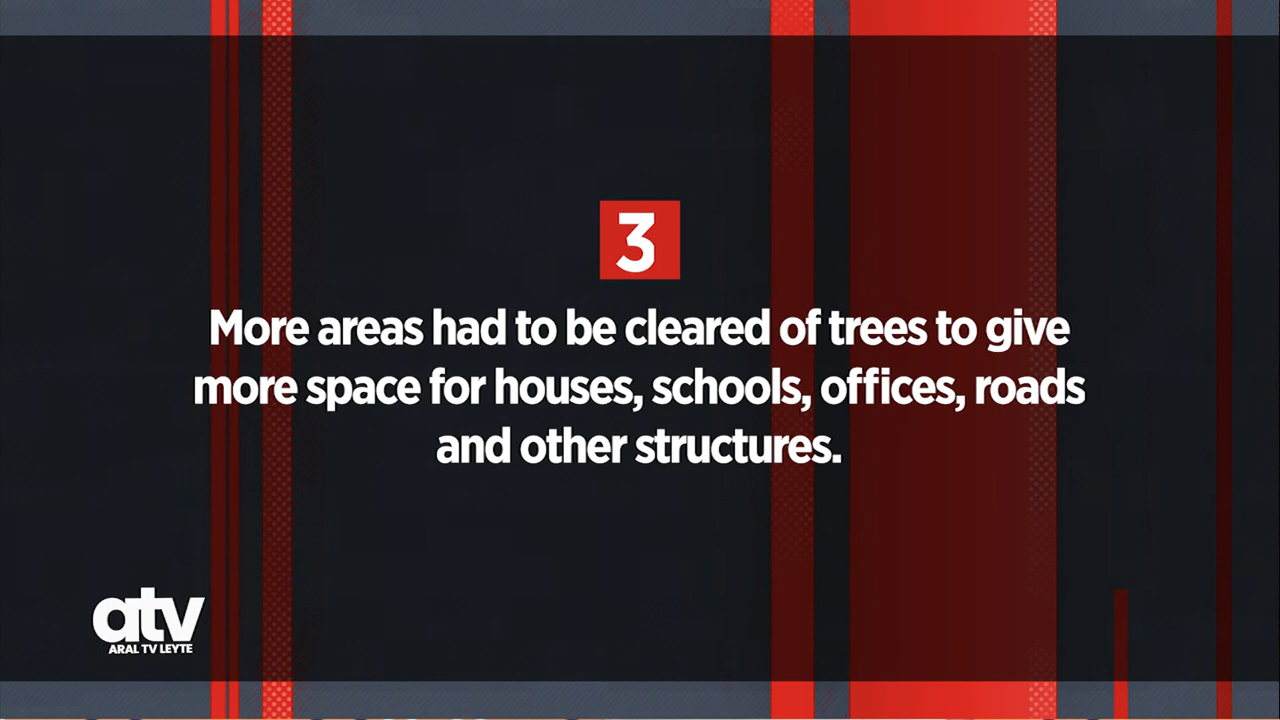 3
More areas had to be cleared of trees to give
more space for houses, schools, offices, roads
and other structures.
atv
ARAL TV LEYTE